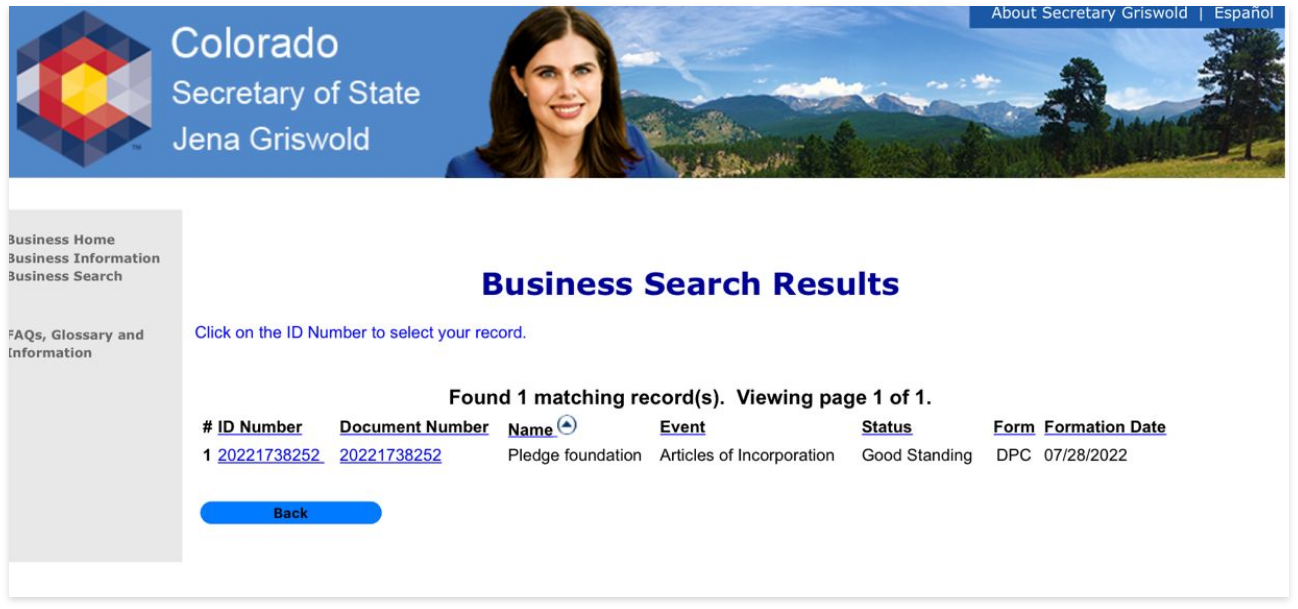 About Secretary Griswold | Español
Colorado
Secretary of State
Jena Griswold
TM
Business Home
Business Information
Business Search
FAQs, Glossary and
Information
Business Search Results
Click on the ID Number to select your record.
Found 1 matching record(s). Viewing page 1 of 1.
# ID Number Document Number Name Event Status Form Formation Date
1 20221738252 20221738252 Pledge foundation Articles of Incorporation Good Standing DPC 07/28/2022
Back